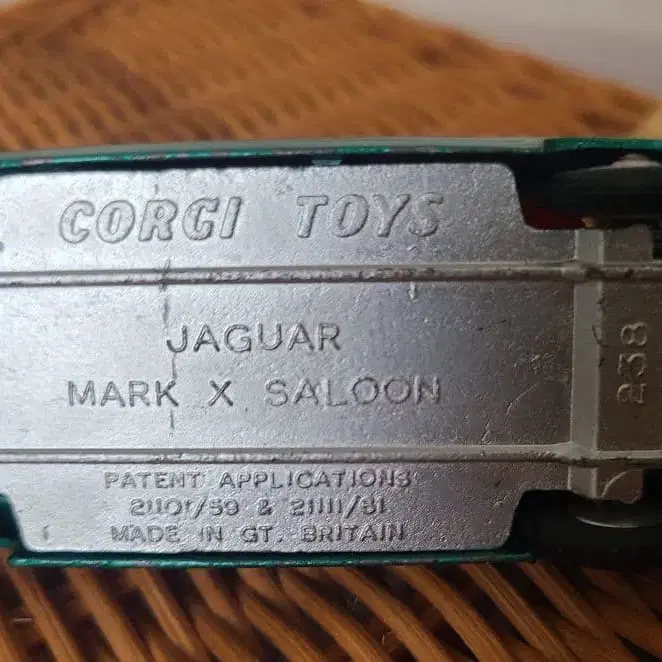 CORGI TOYS
JAGUAR
MARK X SALOON
238
PATENT APPLICATIONS
21101/59 & 21111/61
MADE IN GT. BRITAIN